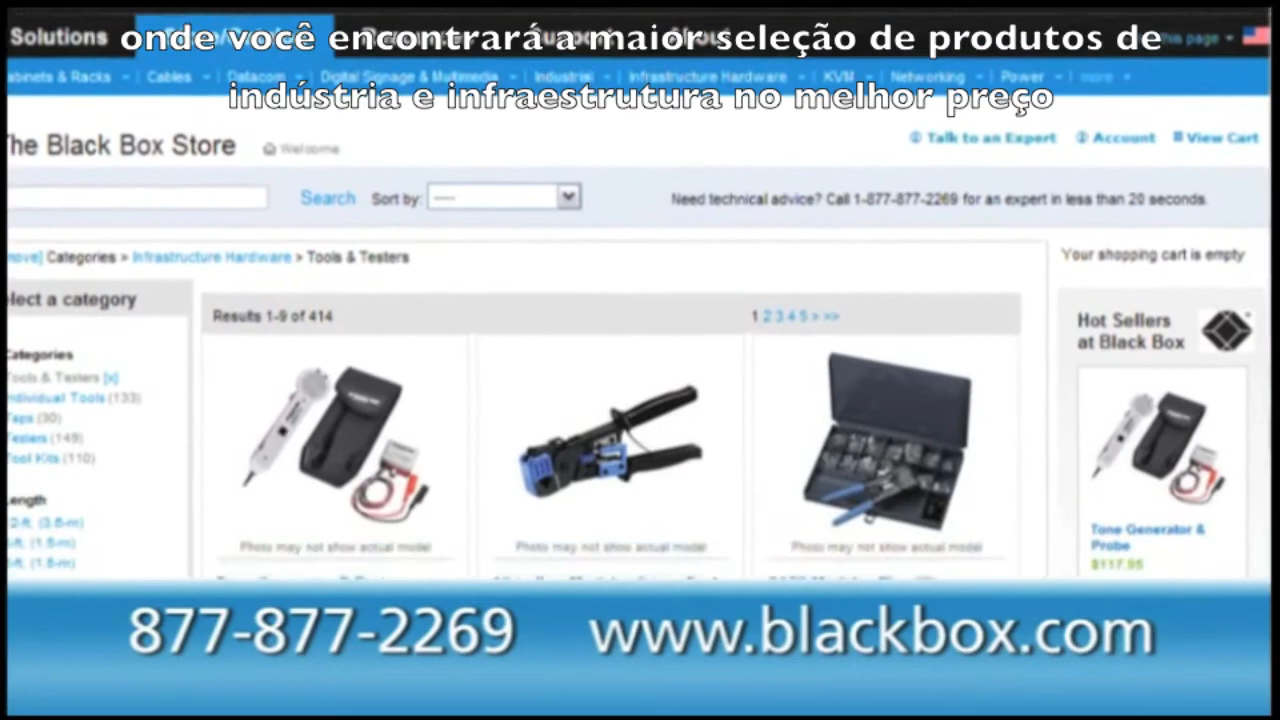 Solutions
onde você encontrará a maior seleção de produtos de
this page
Cables Datacom Digital Signage & Multimedia Industrial Infrastructure Hardware KVM Networking Power more
indústria e infraestrutura no melhor preço
The Black Box Store Welcome
Talk to an Expert Account View Cart
Search Sort by: ----
Need technical advice? Call 1-877-877-2269 for an expert in less than 20 seconds.
Categories > Infrastructure Hardware > Tools & Testers
Your shopping cart is empty
a category
Results 1-9 of 414
1 2 3 4 5 > >>
Hot Sellers
at Black Box
Categories
Tools & Testers [x]
Individual Tools (133)
Taps (30)
Testers (149)
Tool Kits (110)
Photo may not show actual model
Photo may not show actual model
Photo may not show actual model
Tone Generator &
Probe
$117.95
877-877-2269 www.blackbox.com